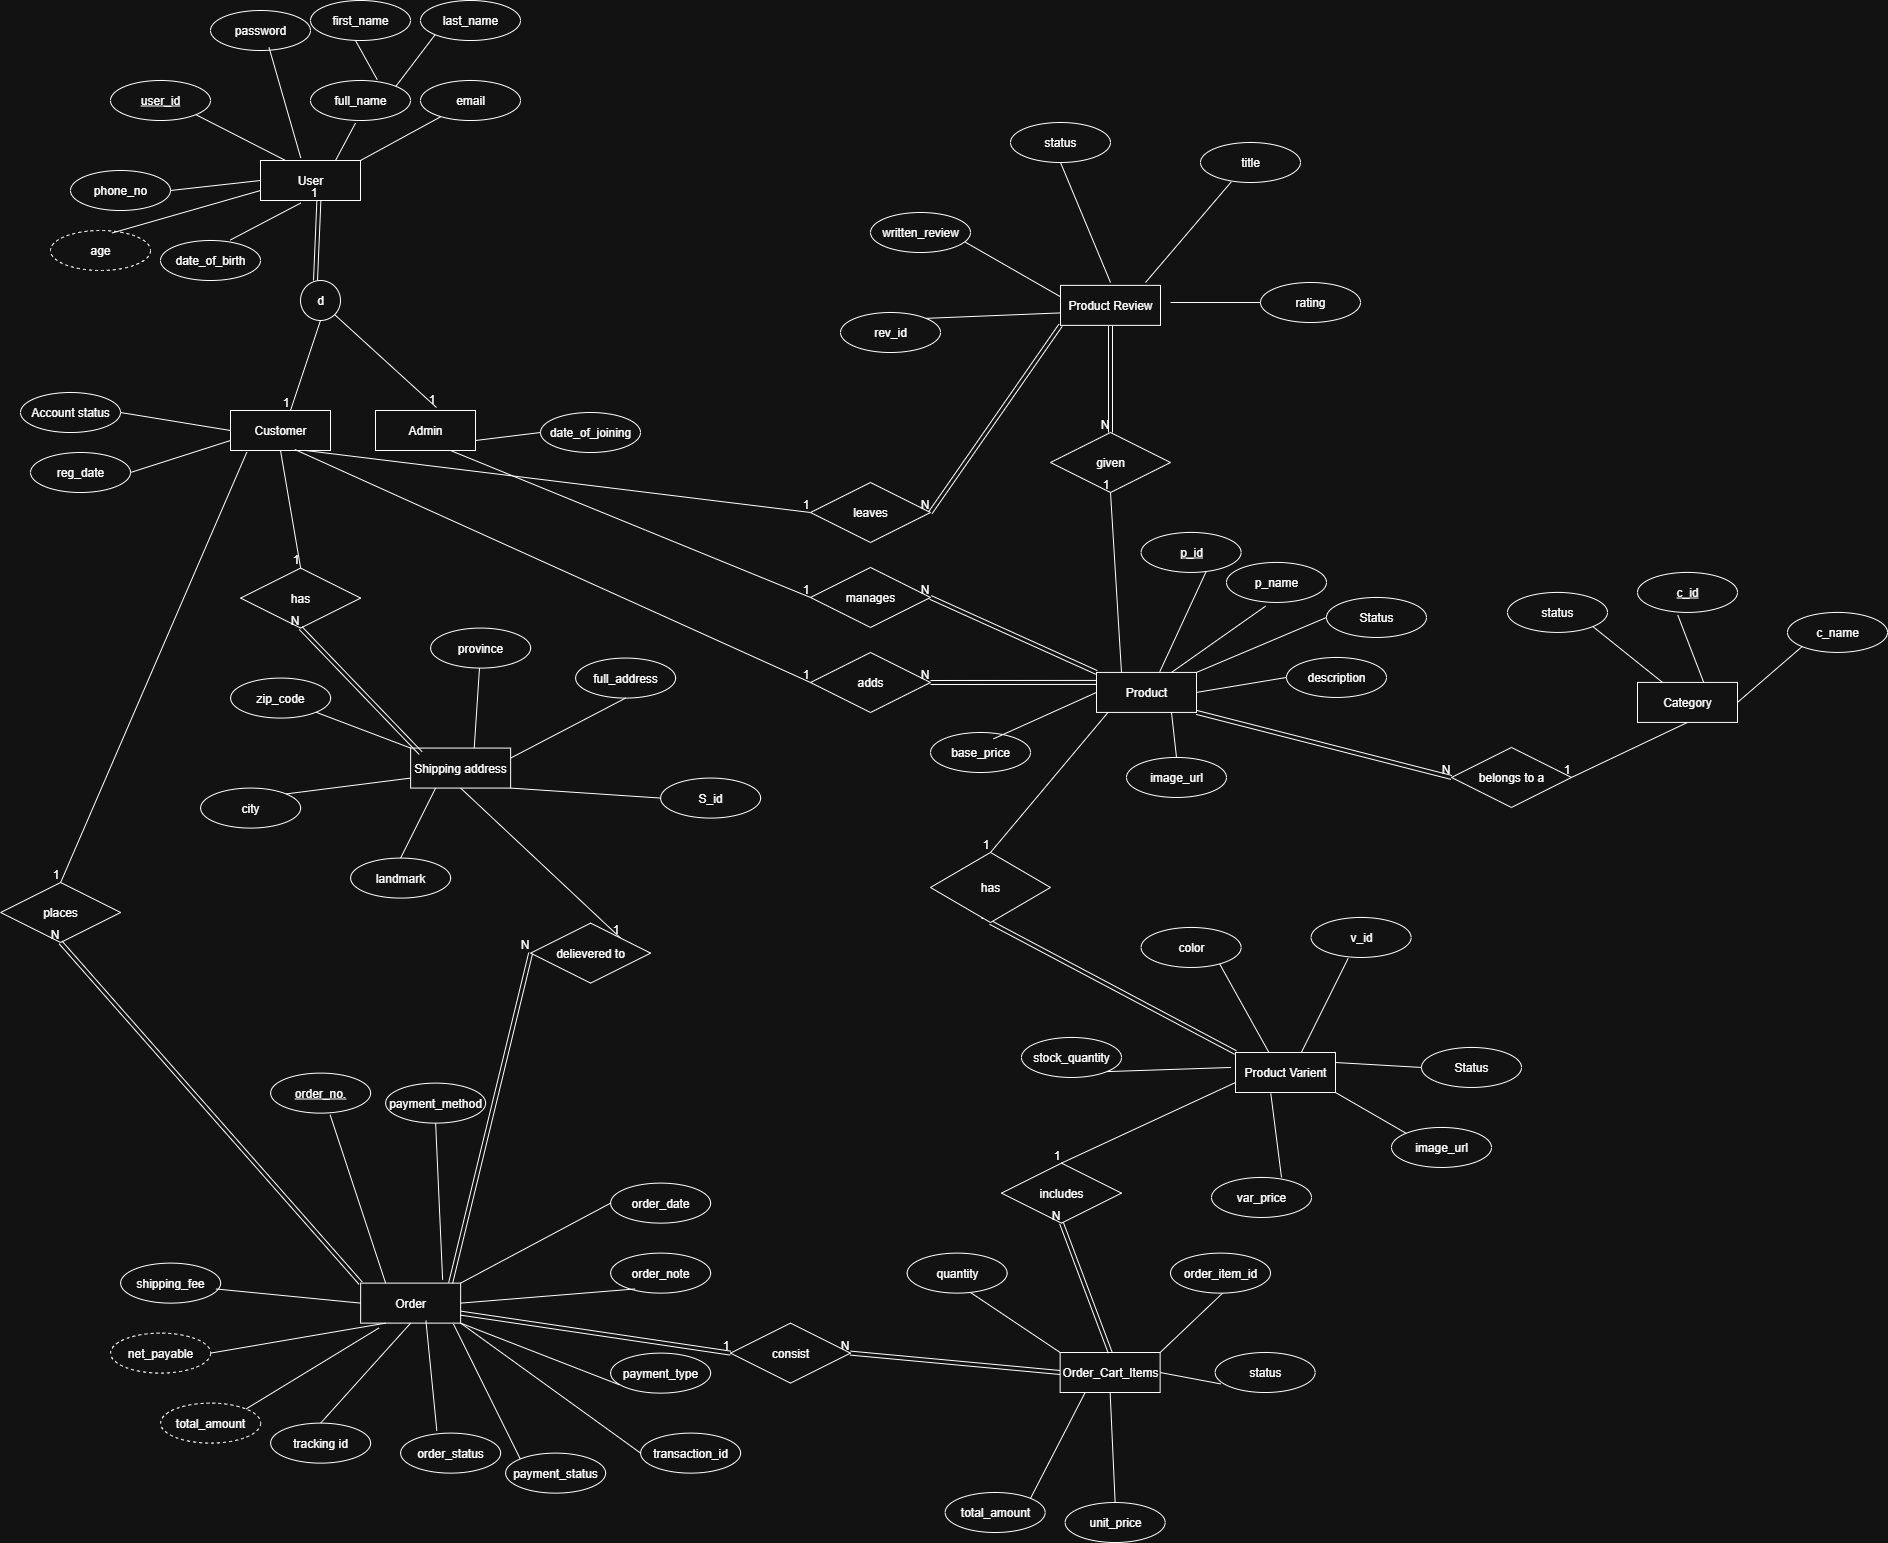 first_name
last_name
password
user_id
full_name
email
User
1
phone_no
age
date_of_birth
d
status
title
written_review
Product Review
rating
rev_id
1
1
Account status
Customer
Admin
date_of_joining
reg_date
N
given
1
1
leaves
N
1
has
N
1
manages
N
p_id
p_name
Status
description
1
adds
N
Product
base_price
image_url
status
c_id
c_name
Category
N
belongs to a
1
province
full_address
zip_code
Shipping address
city
S_id
landmark
1
places
N
N
1
delievered to
1
has
color
v_id
stock_quantity
Product Varient
Status
image_url
var_price
1
includes
N
order_no.
payment_method
order_date
order_note
shipping_fee
Order
net_payable
total_amount
tracking id
order_status
payment_status
transaction_id
payment_type
1
consist
N
quantity
order_item_id
Order_Cart_Items
status
total_amount
unit_price